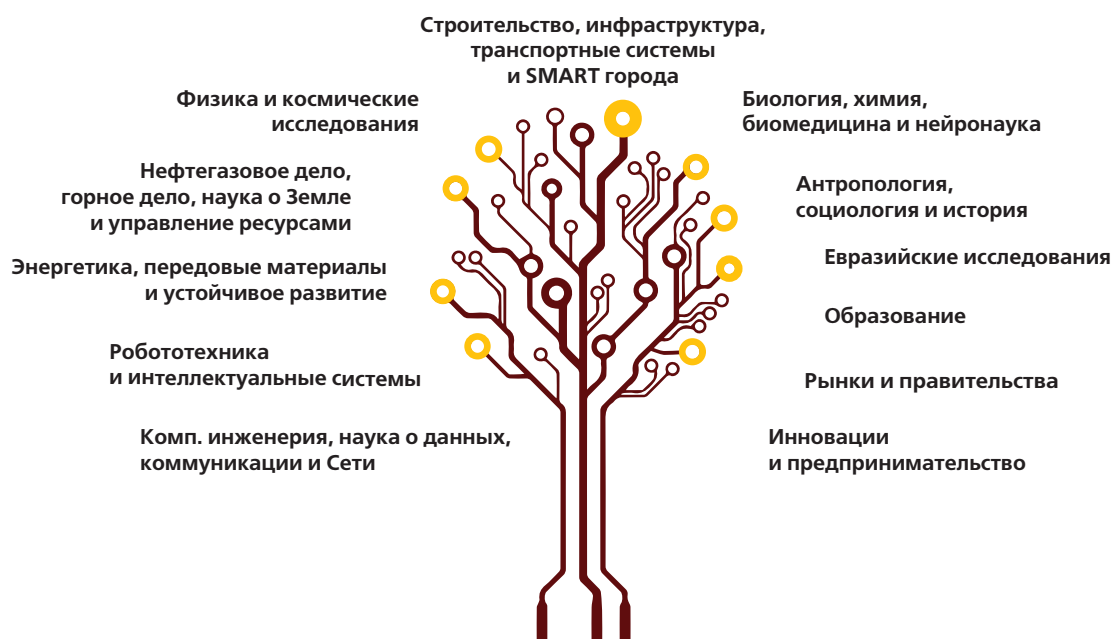 Строительство, инфраструктура,
транспортные системы
и SMART города
Физика и космические
исследования
Нефтегазовое дело,
горное дело, наука о Земле
и управление ресурсами
Энергетика, передовые материалы
и устойчивое развитие
Робототехника
и интеллектуальные системы
Комп. инженерия, наука о данных,
коммуникации и Сети
Биология, химия,
биомедицина и нейронаука
Антропология,
социология и история
Евразийские исследования
Образование
Рынки и правительства
Инновации
и предпринимательство